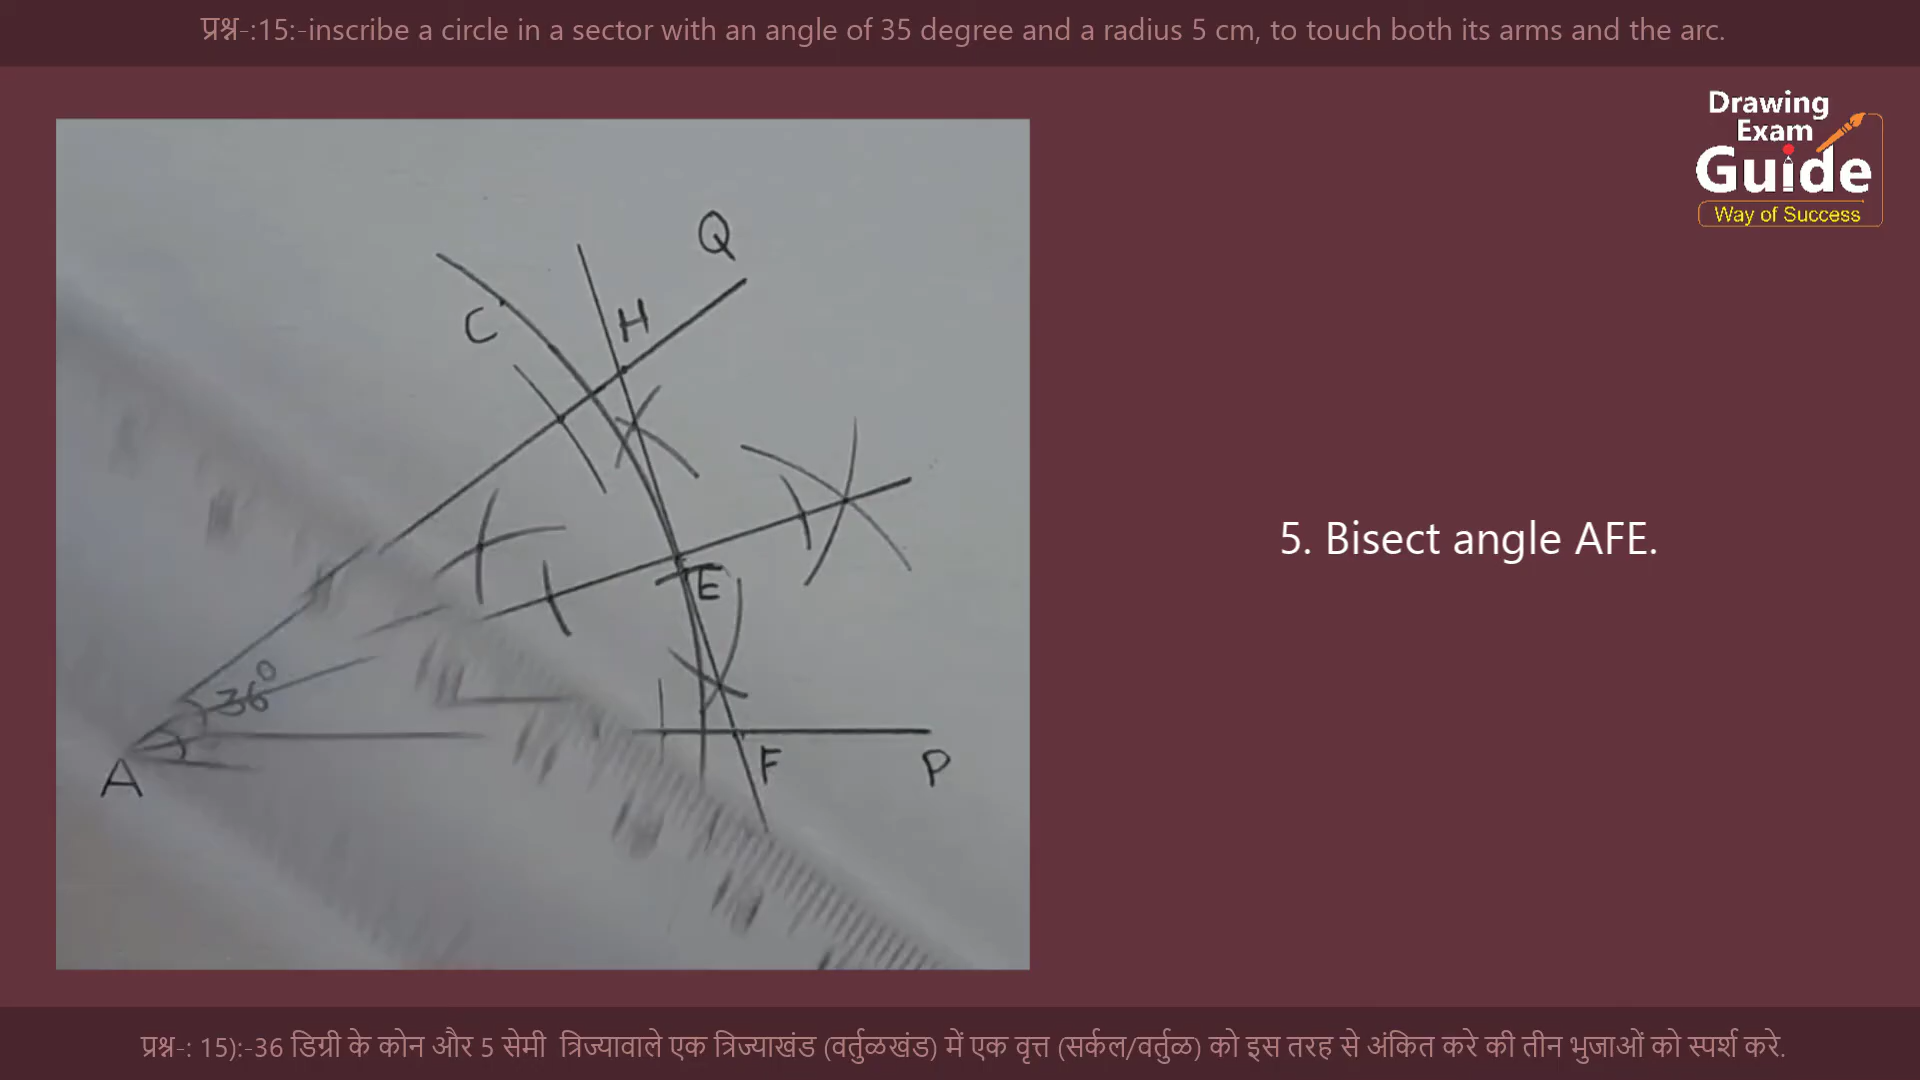 प्रश्न-:15:-inscribe a circle in a sector with an angle of 35 degree and a radius 5 cm, to touch both its arms and the arc.
Drawing
Exam
Guide
Way of Success
Q
C
H
E
36°
A
F
P
5. Bisect angle AFE.
प्रश्न-: 15):-36 डिग्री के कोन और 5 सेमी त्रिज्यावाले एक त्रिज्याखंड (वर्तुळखंड) में एक वृत्त (सर्कल/वर्तुळ) को इस तरह से अंकित करे की तीन भुजाओं को स्पर्श करे.